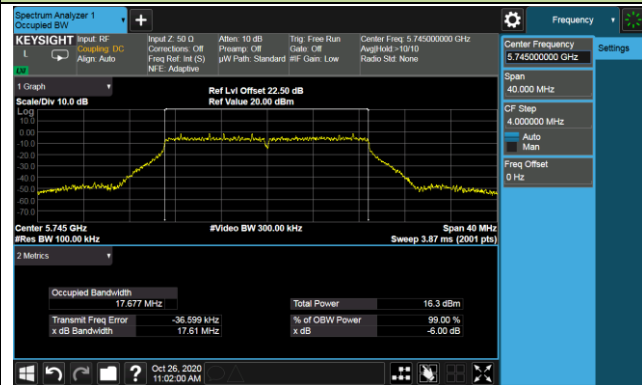 Spectrum Analyzer 1
Occupied BW
Frequency
KEYSIGHT
L
LNI
Input: RF
Coupling: DC
Align: Auto
Input Z: 50 Ω
Corrections: Off
Freq Ref: Int (S)
NFE: Adaptive
Atten: 10 dB
Preamp: Off
µW Path: Standard
Trig: Free Run
Gate: Off
#IF Gain: Low
Center Freq: 5.745000000 GHz
Avg|Hold:>10/10
Radio Std: None
Center Frequency
5.745000000 GHz
Settings
Span
40.000 MHz
CF Step
4.000000 MHz
Auto
Man
Freq Offset
0 Hz
1 Graph
Scale/Div 10.0 dB
Ref Lvl Offset 22.50 dB
Ref Value 20.00 dBm
Log
10.0
0.00
-10.0
-20.0
-30.0
-40.0
-50.0
-60.0
-70.0
Center 5.745 GHz
#Res BW 100.00 kHz
#Video BW 300.00 kHz
Span 40 MHz
Sweep 3.87 ms (2001 pts)
2 Metrics
Occupied Bandwidth
17.677 MHz
Total Power 16.3 dBm
Transmit Freq Error -36.599 kHz
% of OBW Power 99.00 %
x dB Bandwidth 17.61 MHz
x dB -6.00 dB
?
Oct 26, 2020
11:02:00 AM